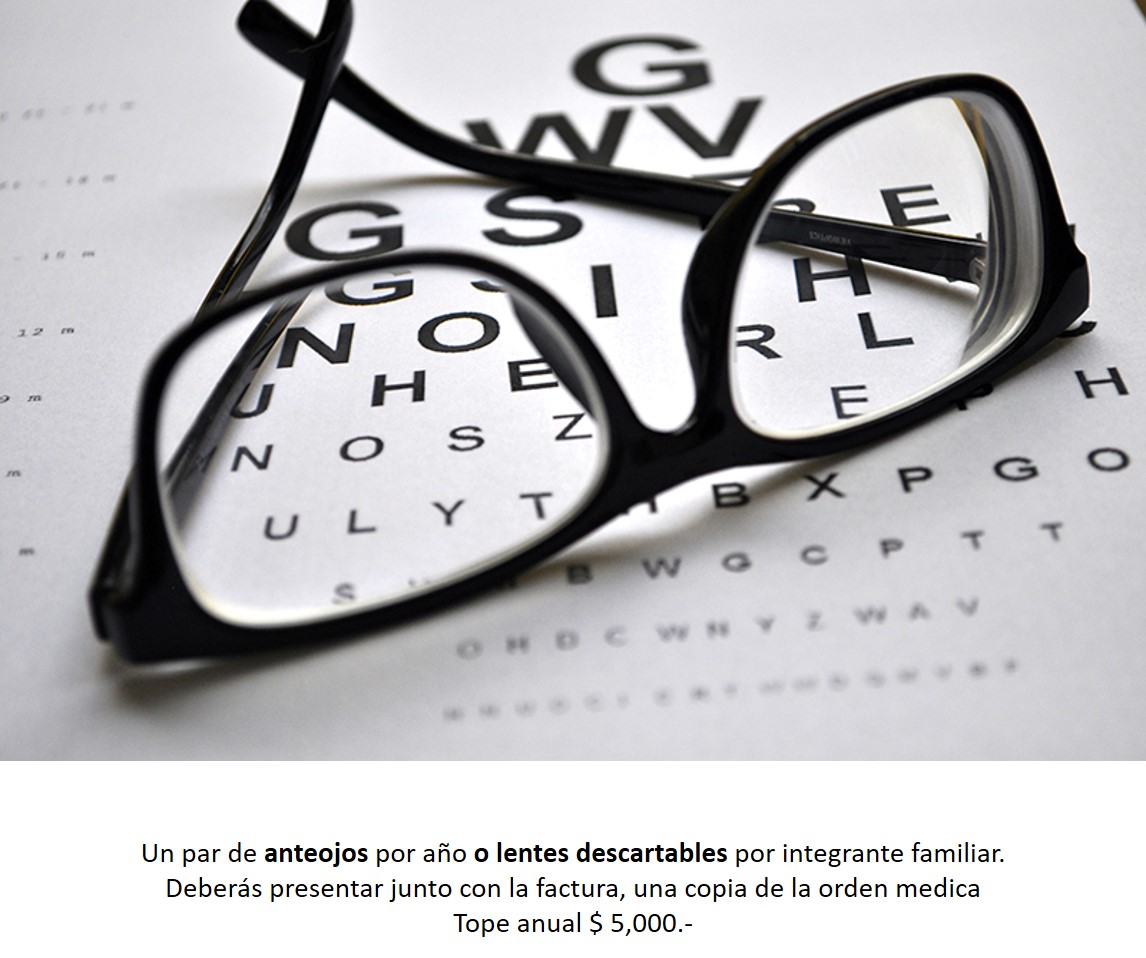 G
W V
G S E
G S I H
N O R L
U H E E P H
N O S Z B X P G O
U L Y T B W G C P T T
S O H D C W N Y Z W A V
12 m
9 m
m
m
Un par de anteojos por año o lentes descartables por integrante familiar.
Deberás presentar junto con la factura, una copia de la orden medica
Tope anual $ 5,000.-